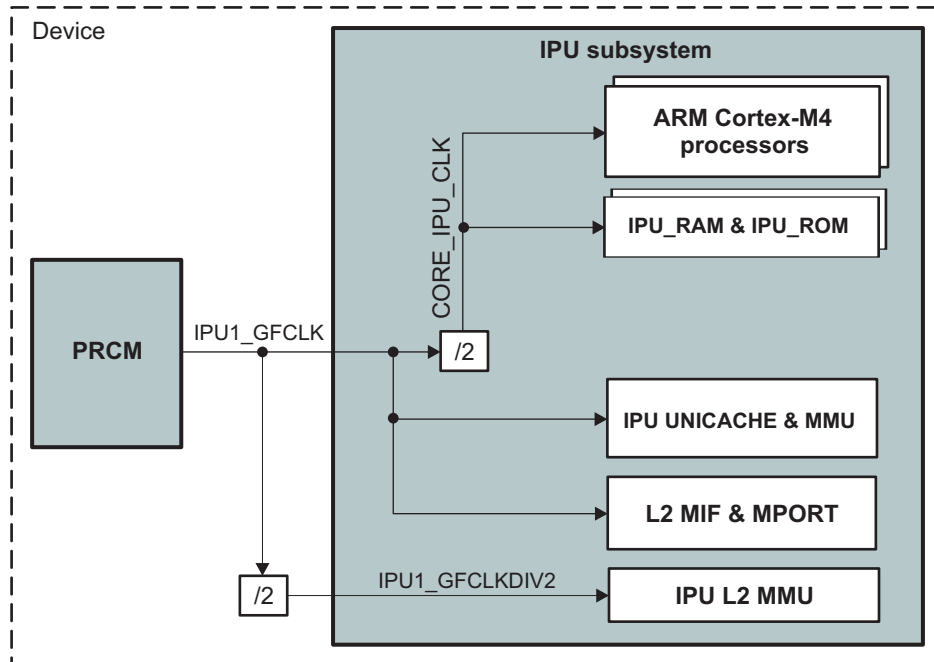 Device
IPU subsystem
ARM Cortex-M4
processors
CORE_IPU_CLK
IPU_RAM & IPU_ROM
IPU1_GFCLK
PRCM
/2
IPU UNICACHE & MMU
L2 MIF & MPORT
IPU1_GFCLKDIV2
/2
IPU L2 MMU